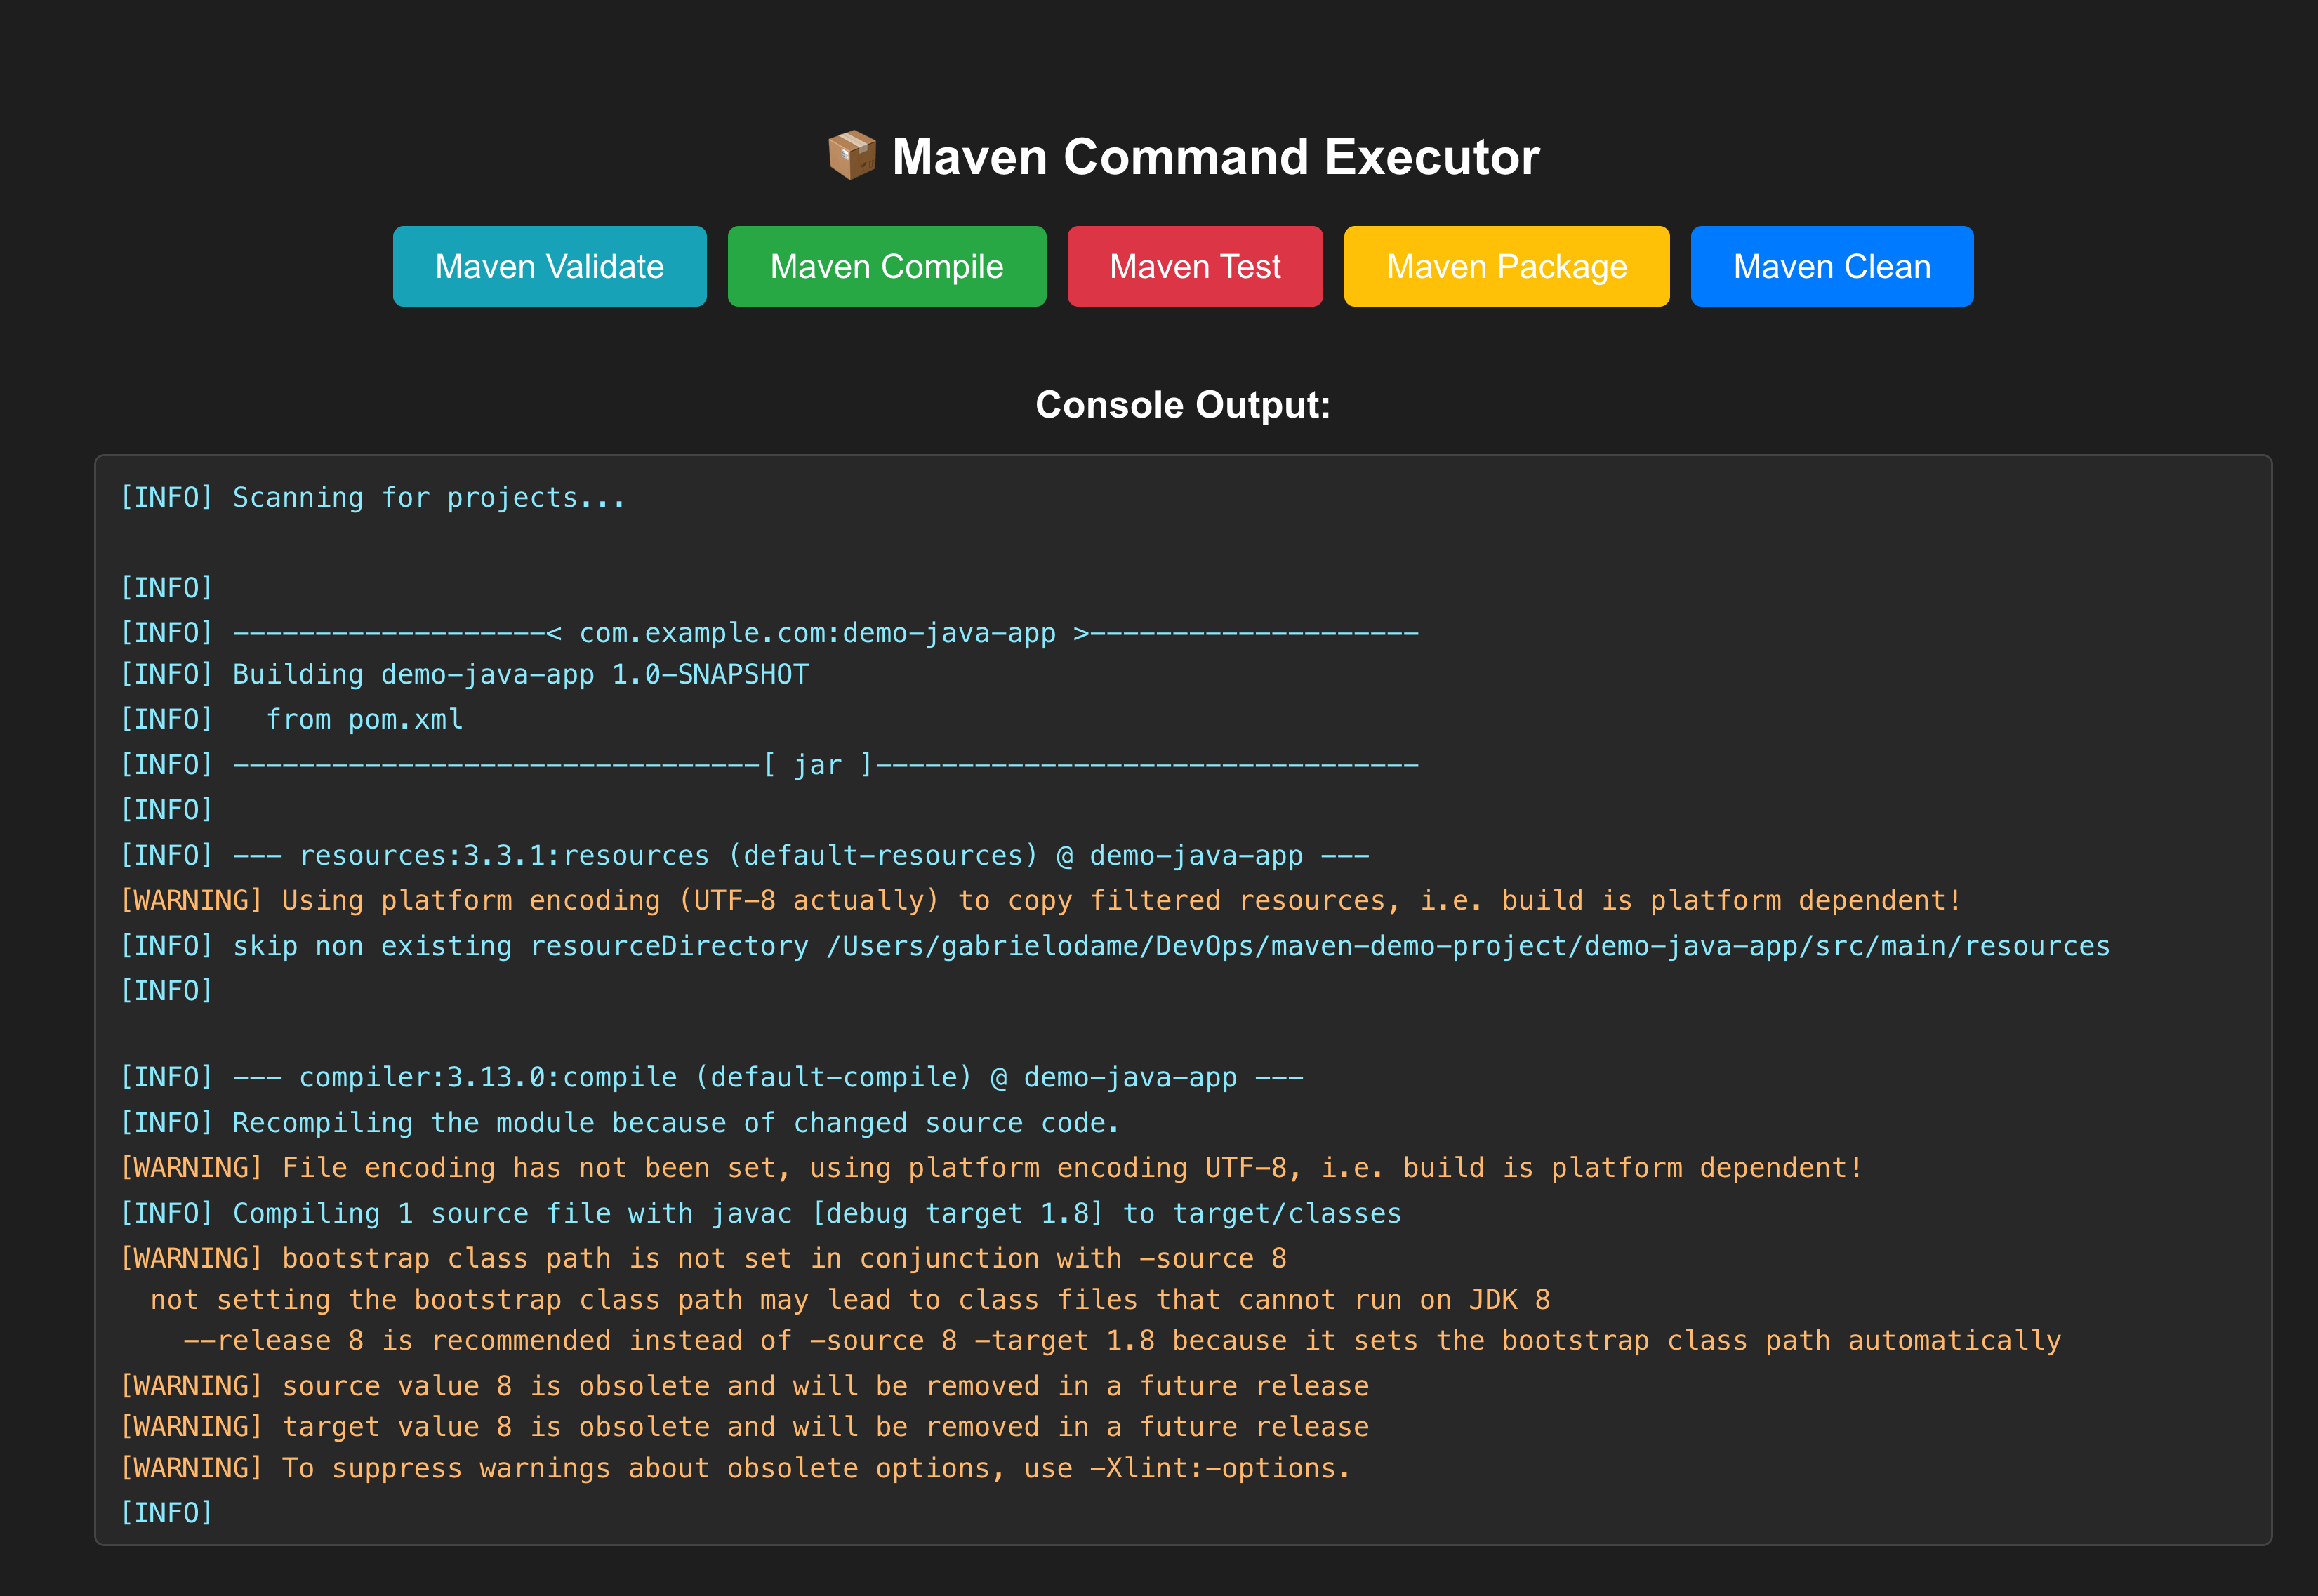 📦 Maven Command Executor
Maven Validate
Maven Compile
Maven Test
Maven Package
Maven Clean
Console Output:
[INFO] Scanning for projects...
[INFO]
[INFO] -------------------< com.example.com:demo-java-app >--------------------
[INFO] Building demo-java-app 1.0-SNAPSHOT
[INFO]   from pom.xml
[INFO] --------------------------------[ jar ]---------------------------------
[INFO]
[INFO] --- resources:3.3.1:resources (default-resources) @ demo-java-app ---
[WARNING] Using platform encoding (UTF-8 actually) to copy filtered resources, i.e. build is platform dependent!
[INFO] skip non existing resourceDirectory /Users/gabrielodame/DevOps/maven-demo-project/demo-java-app/src/main/resources
[INFO]
[INFO] --- compiler:3.13.0:compile (default-compile) @ demo-java-app ---
[INFO] Recompiling the module because of changed source code.
[WARNING] File encoding has not been set, using platform encoding UTF-8, i.e. build is platform dependent!
[INFO] Compiling 1 source file with javac [debug target 1.8] to target/classes
[WARNING] bootstrap class path is not set in conjunction with -source 8
  not setting the bootstrap class path may lead to class files that cannot run on JDK 8
    --release 8 is recommended instead of -source 8 -target 1.8 because it sets the bootstrap class path automatically
[WARNING] source value 8 is obsolete and will be removed in a future release
[WARNING] target value 8 is obsolete and will be removed in a future release
[WARNING] To suppress warnings about obsolete options, use -Xlint:-options.
[INFO]